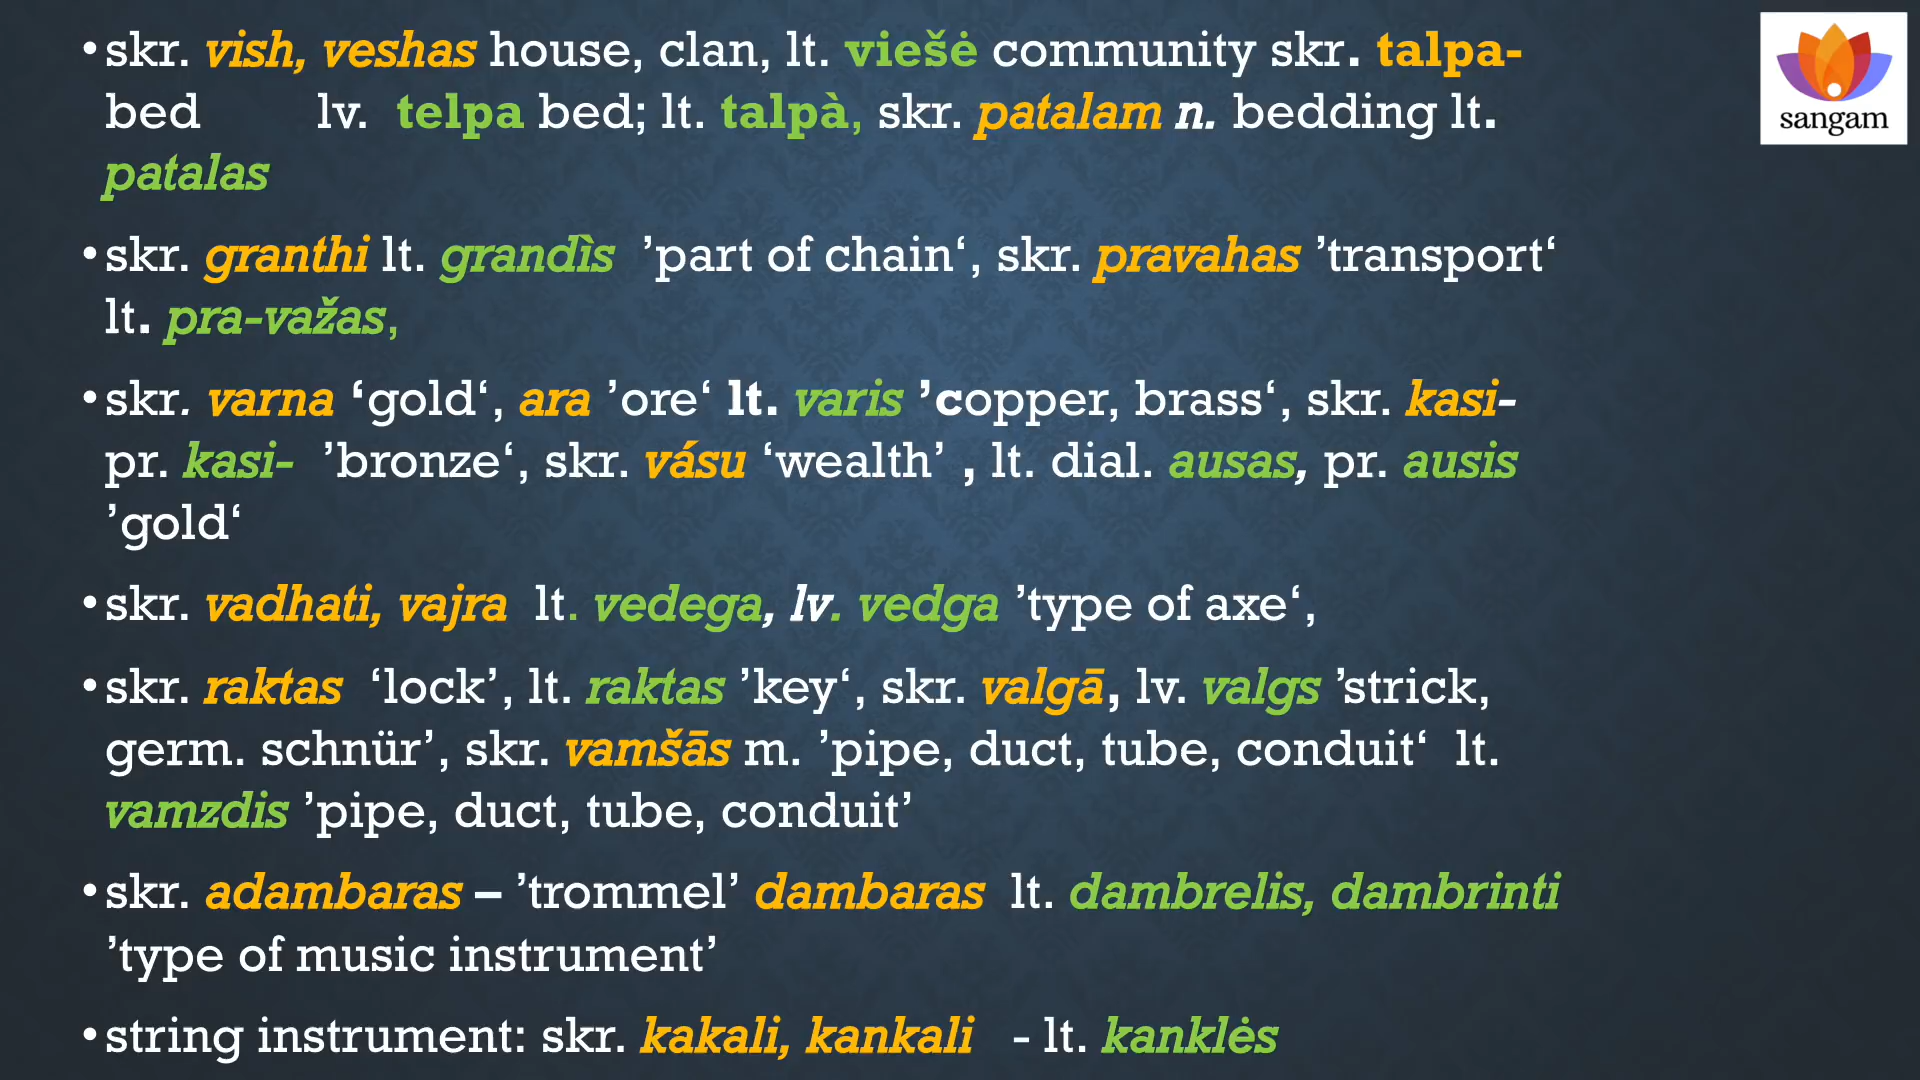 •skr. vish, veshas house, clan, lt. viešė community skr. talpa-
bed lv. telpa bed; lt. talpà, skr. patalam n. bedding lt.
patalas
•skr. granthi lt. grandìs ’part of chain‘, skr. pravahas ’transport‘
lt. pra-važas,
•skr. varna ‘gold‘, ara ’ore‘ lt. varis ’copper, brass‘, skr. kasi-
pr. kasi- ’bronze‘, skr. vásu ‘wealth’ , lt. dial. ausas, pr. ausis
’gold‘
•skr. vadhati, vajra lt. vedega, lv. vedga ’type of axe‘,
•skr. raktas ‘lock’, lt. raktas ’key‘, skr. valgā, lv. valgs ’strick,
germ. schnür’, skr. vamšās m. ’pipe, duct, tube, conduit‘ lt.
vamzdis ’pipe, duct, tube, conduit’
•skr. adambaras – ’trommel’ dambaras lt. dambrelis, dambrinti
’type of music instrument’
•string instrument: skr. kakali, kankali - lt. kanklės
sangam